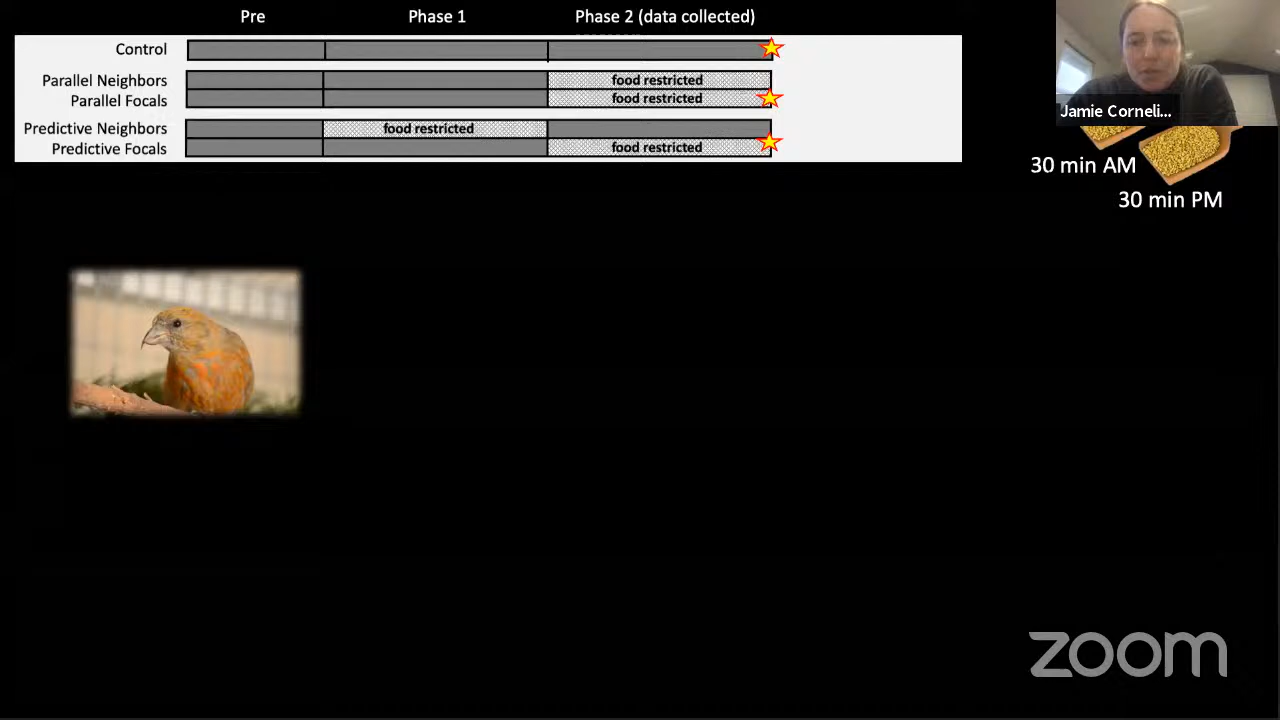 Pre Phase 1 Phase 2 (data collected)
Control
Parallel Neighbors food restricted
Parallel Focals food restricted
Predictive Neighbors food restricted
Predictive Focals food restricted
Jamie Corneli...
30 min AM
30 min PM
zoom